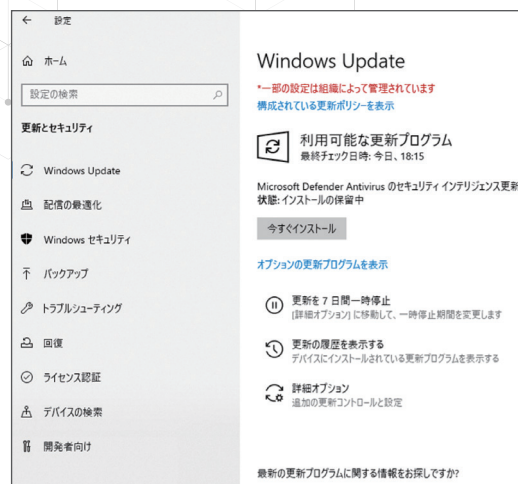 設定
ホーム
設定の検索
更新とセキュリティ
Windows Update
配信の最適化
Windows セキュリティ
バックアップ
トラブルシューティング
回復
ライセンス認証
デバイスの検索
開発者向け
Windows Update
*一部の設定は組織によって管理されています
構成されている更新ポリシーを表示
利用可能な更新プログラム
最終チェック日時: 今日、18:15
Microsoft Defender Antivirus のセキュリティ インテリジェンス更新
状態: インストールの保留中
今すぐインストール
オプションの更新プログラムを表示
更新を 7 日間一時停止
[詳細オプション] に移動して、一時停止期間を変更します
更新の履歴を表示する
デバイスにインストールされている更新プログラムを表示する
詳細オプション
追加の更新コントロールと設定
最新の更新プログラムに関する情報をお探しですか?